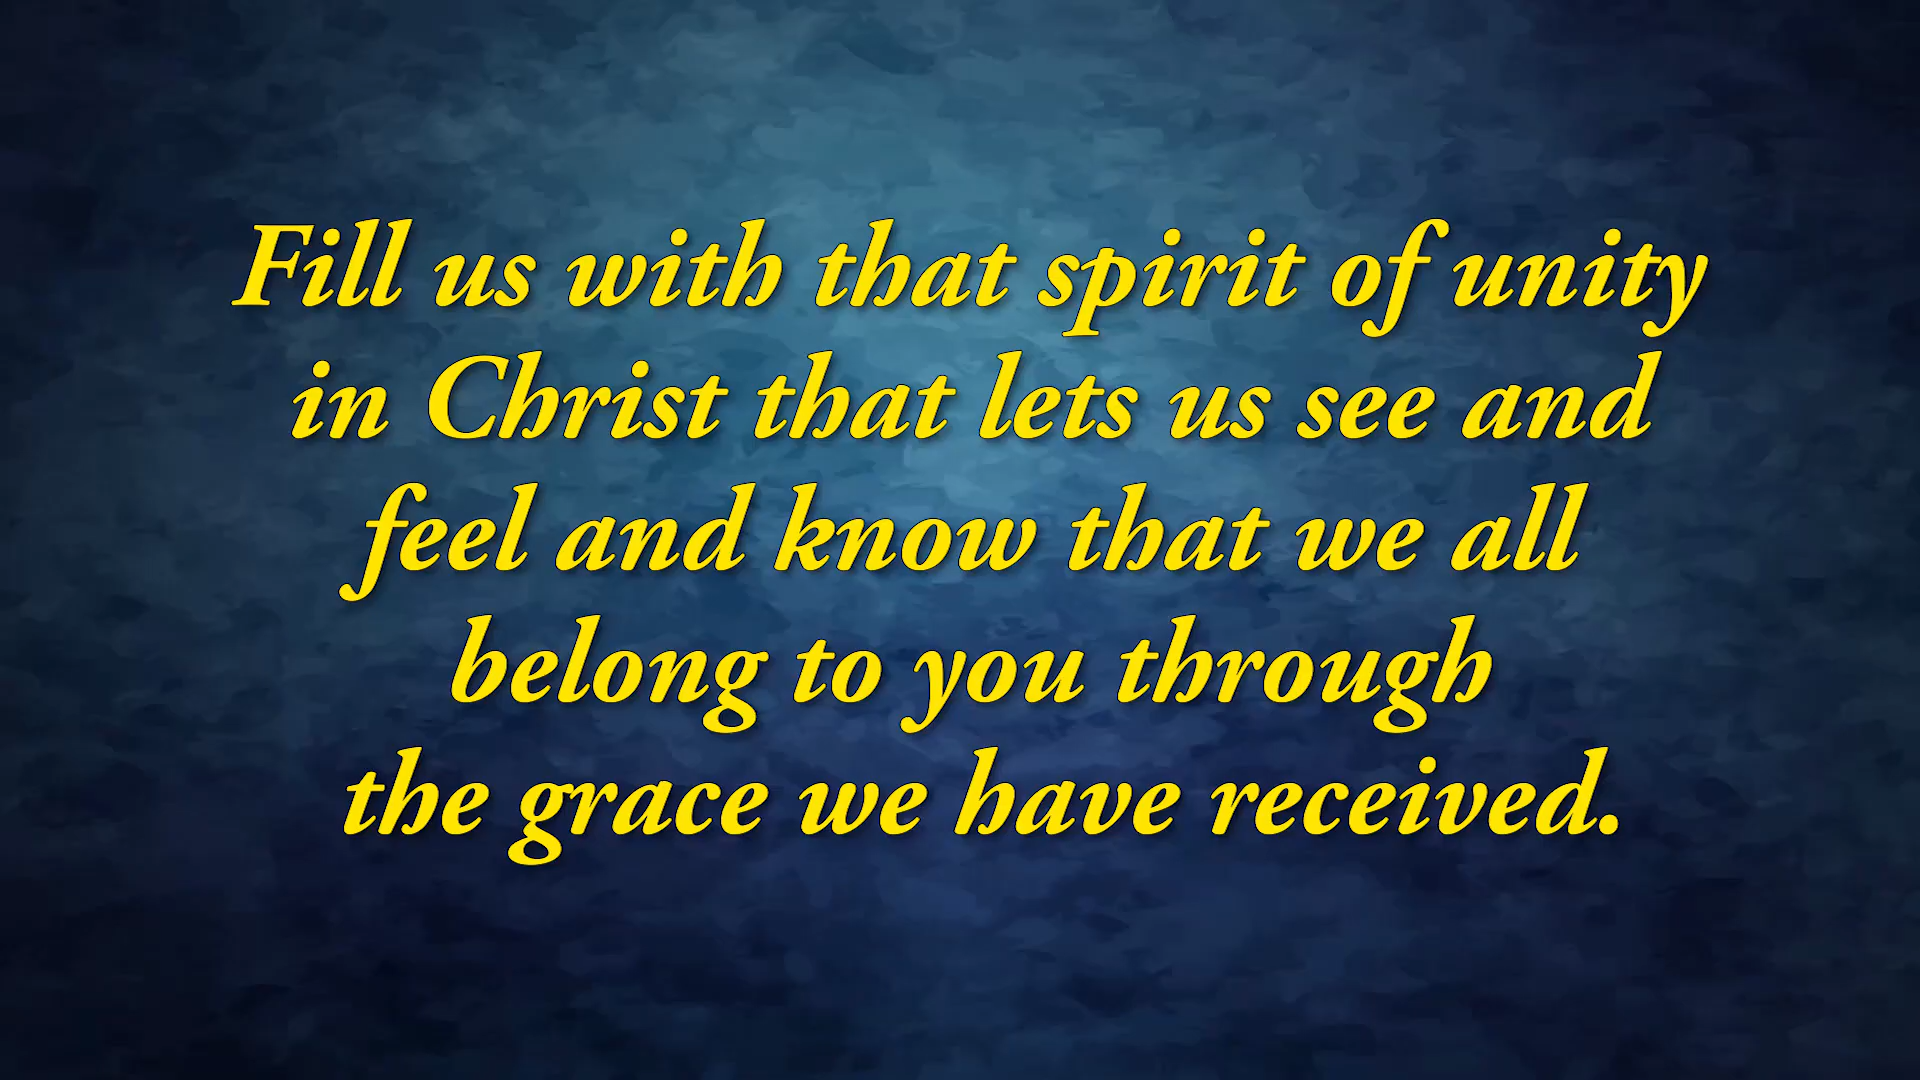 Fill us with that spirit of unity
in Christ that lets us see and
feel and know that we all
belong to you through
the grace we have received.